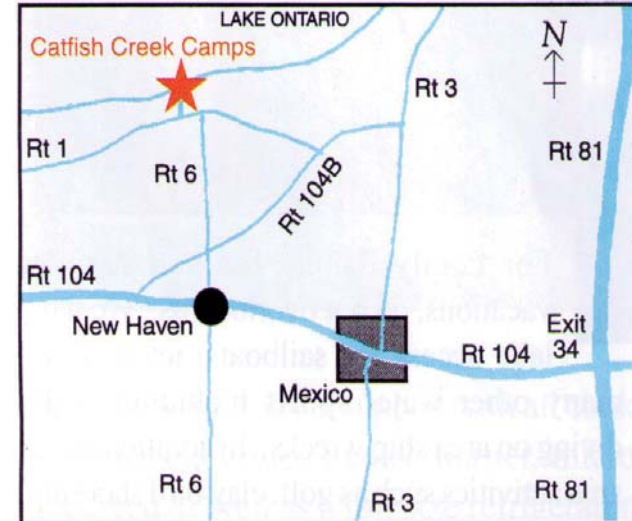 LAKE ONTARIO
Catfish Creek Camps
N
Rt 3
Rt 1
Rt 6
Rt 104B
Rt 81
Rt 104
New Haven
Exit
34
Rt 104
Mexico
Rt 6
Rt 3
Rt 81